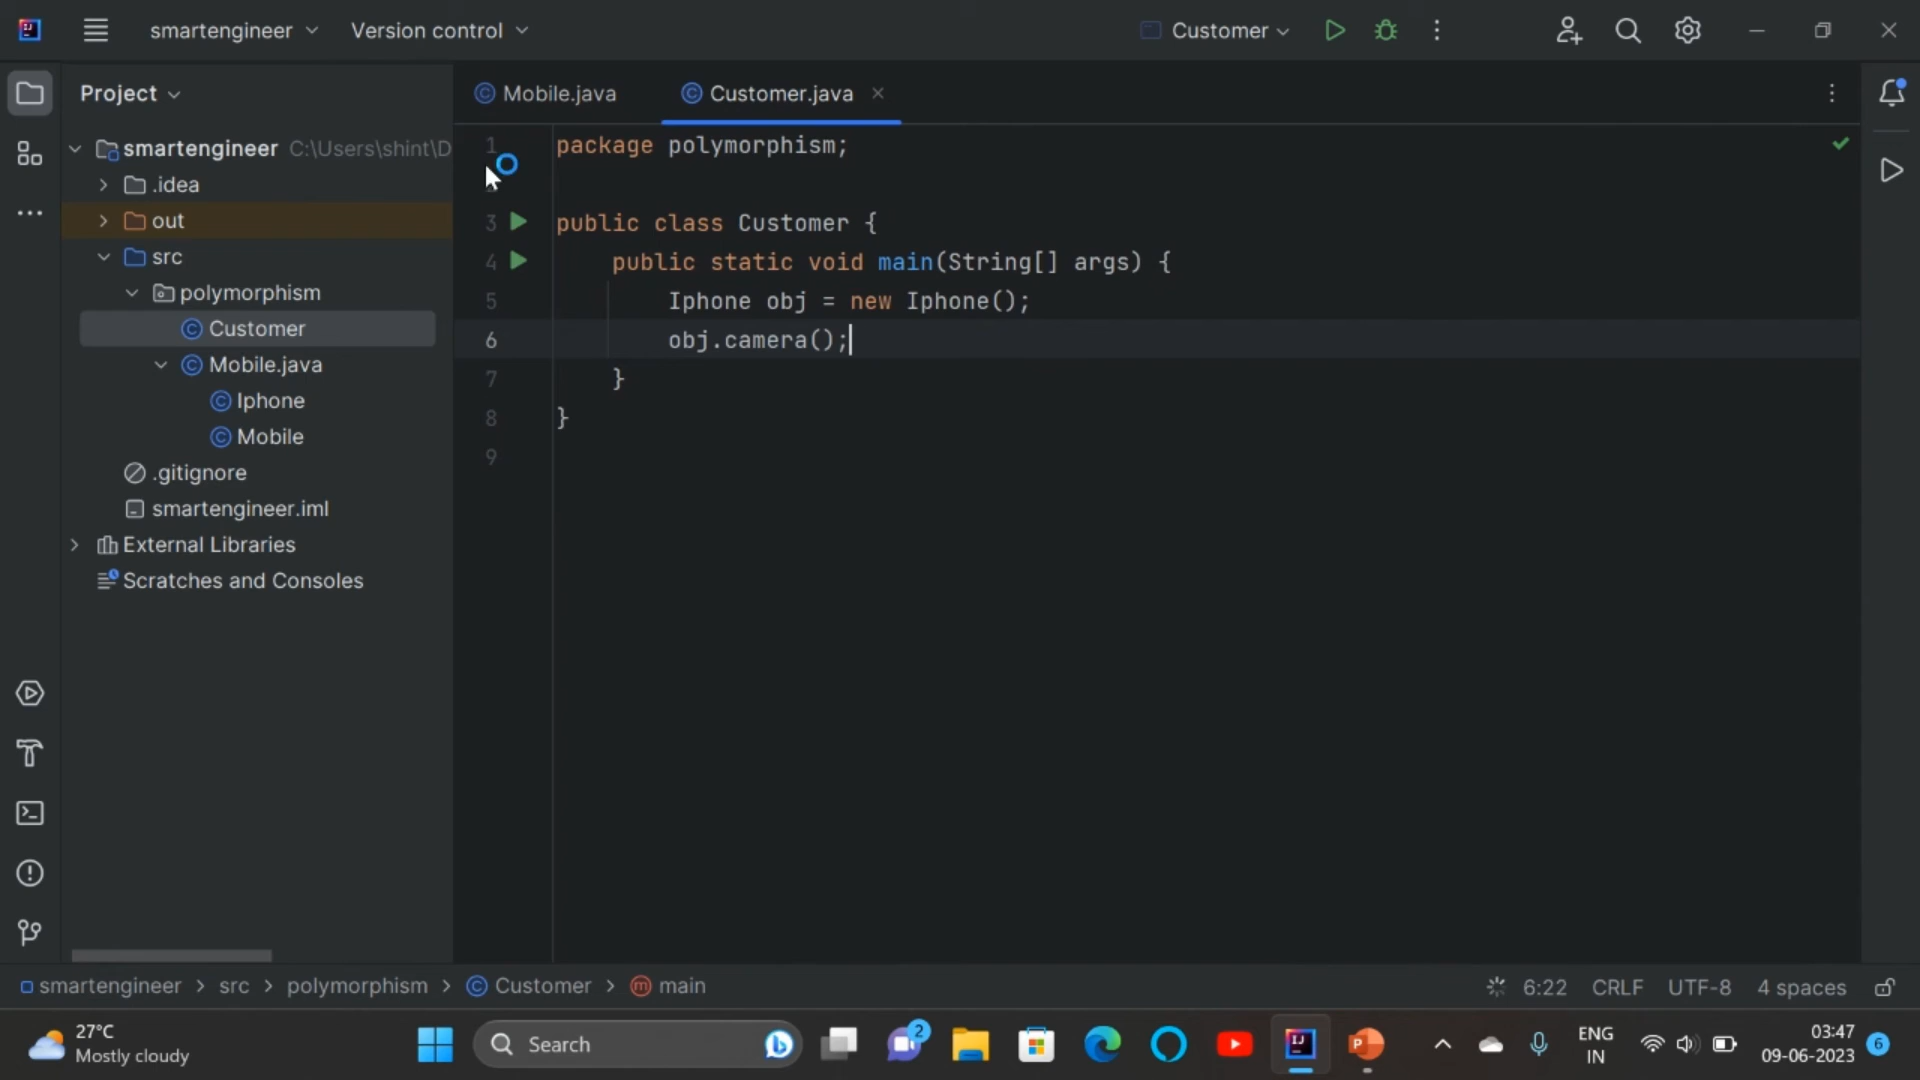 smartengineer
Version control
Customer
Project
Mobile.java
Customer.java
smartengineer C:\Users\shint\D
.idea
out
src
polymorphism
Customer
Mobile.java
Iphone
Mobile
.gitignore
smartengineer.iml
External Libraries
Scratches and Consoles
1 package polymorphism;
3 public class Customer {
4 public static void main(String[] args) {
5 Iphone obj = new Iphone();
6 obj.camera();
7 }
8 }
9
smartengineer > src > polymorphism > Customer > main
6:22 CRLF UTF-8 4 spaces
27°C
Mostly cloudy
Search
2
ENG
IN
03:47
09-06-2023
6